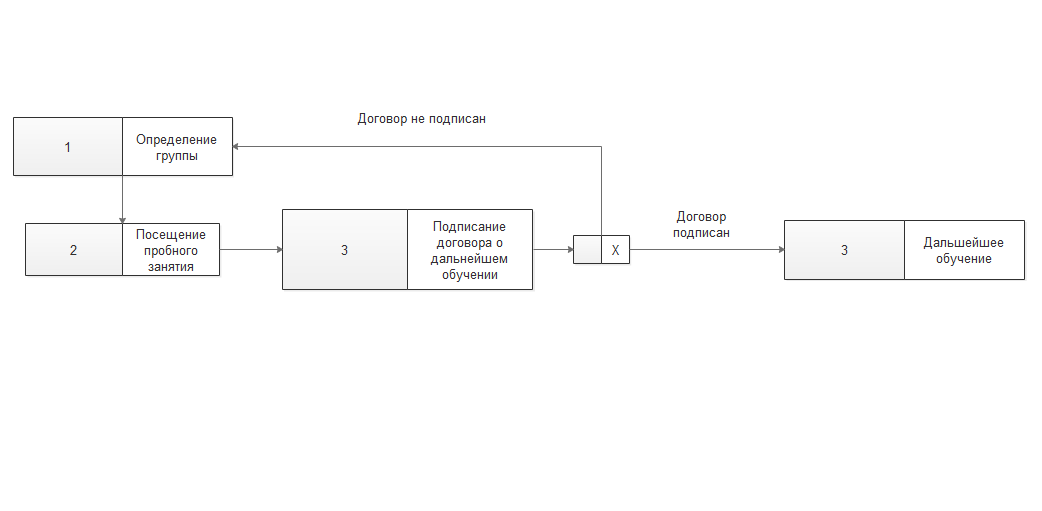 Договор не подписан
1
Определение
группы
2
Посещение
пробного
занятия
3
Подписание
договора о
дальнейшем
обучении
X
Договор
подписан
3
Дальшейшее
обучение